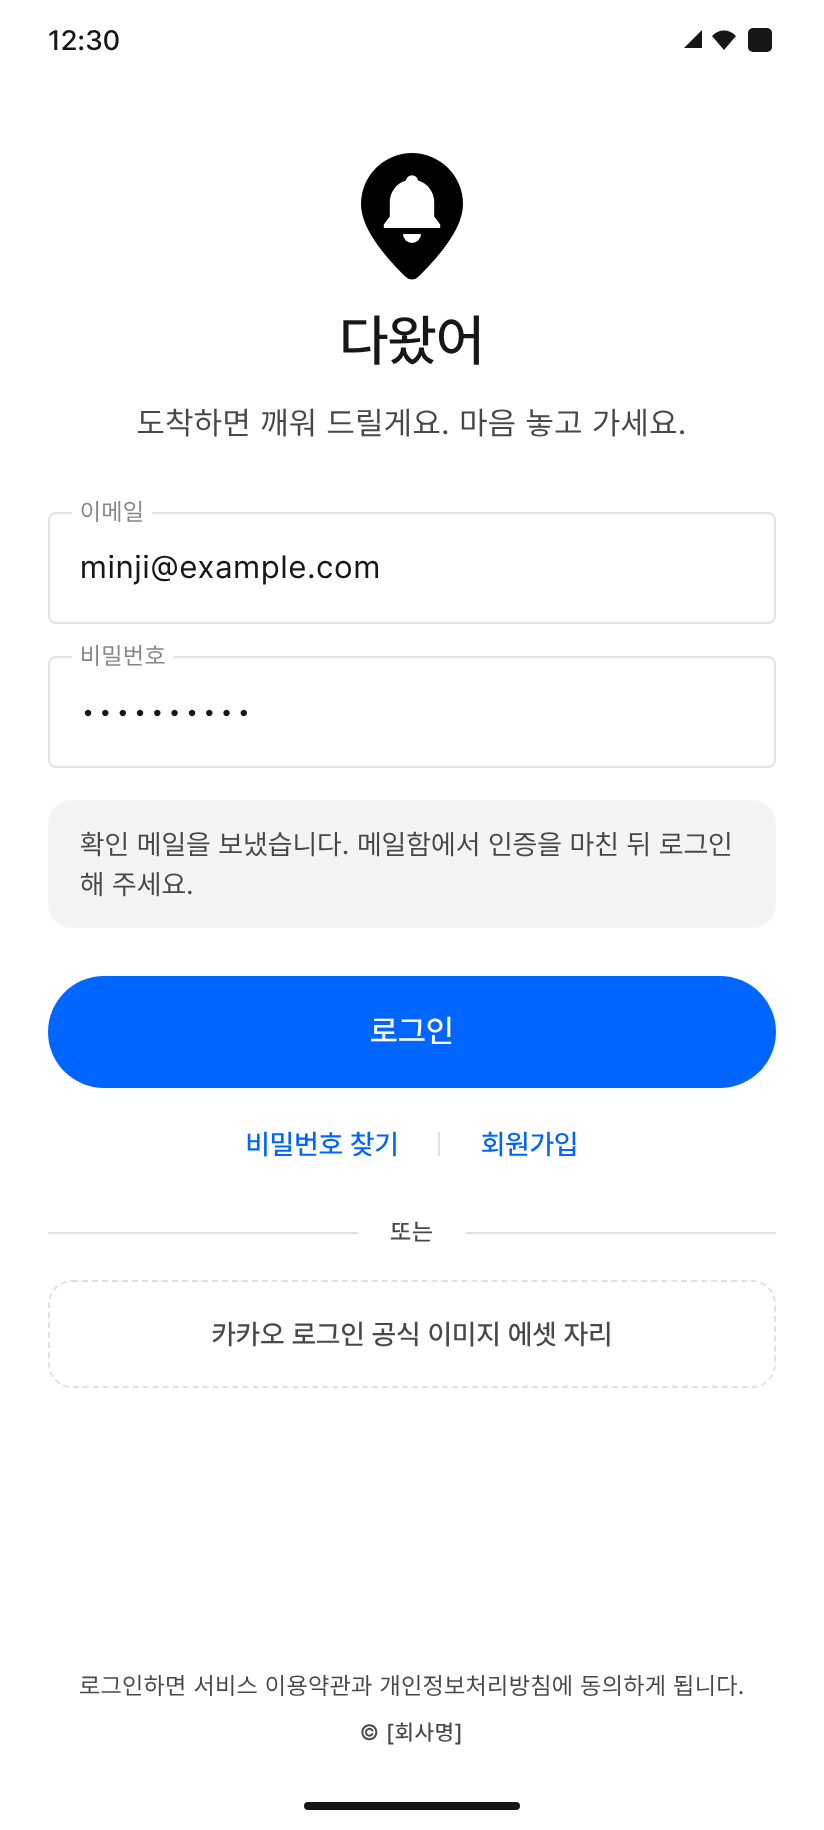 12:30
다왔어
도착하면 깨워 드릴게요. 마음 놓고 가세요.
이메일
minji@example.com
비밀번호
••••••••••
확인 메일을 보냈습니다. 메일함에서 인증을 마친 뒤 로그인
해 주세요.
로그인
비밀번호 찾기
회원가입
또는
카카오 로그인 공식 이미지 에셋 자리
로그인하면 서비스 이용약관과 개인정보처리방침에 동의하게 됩니다.
© [회사명]